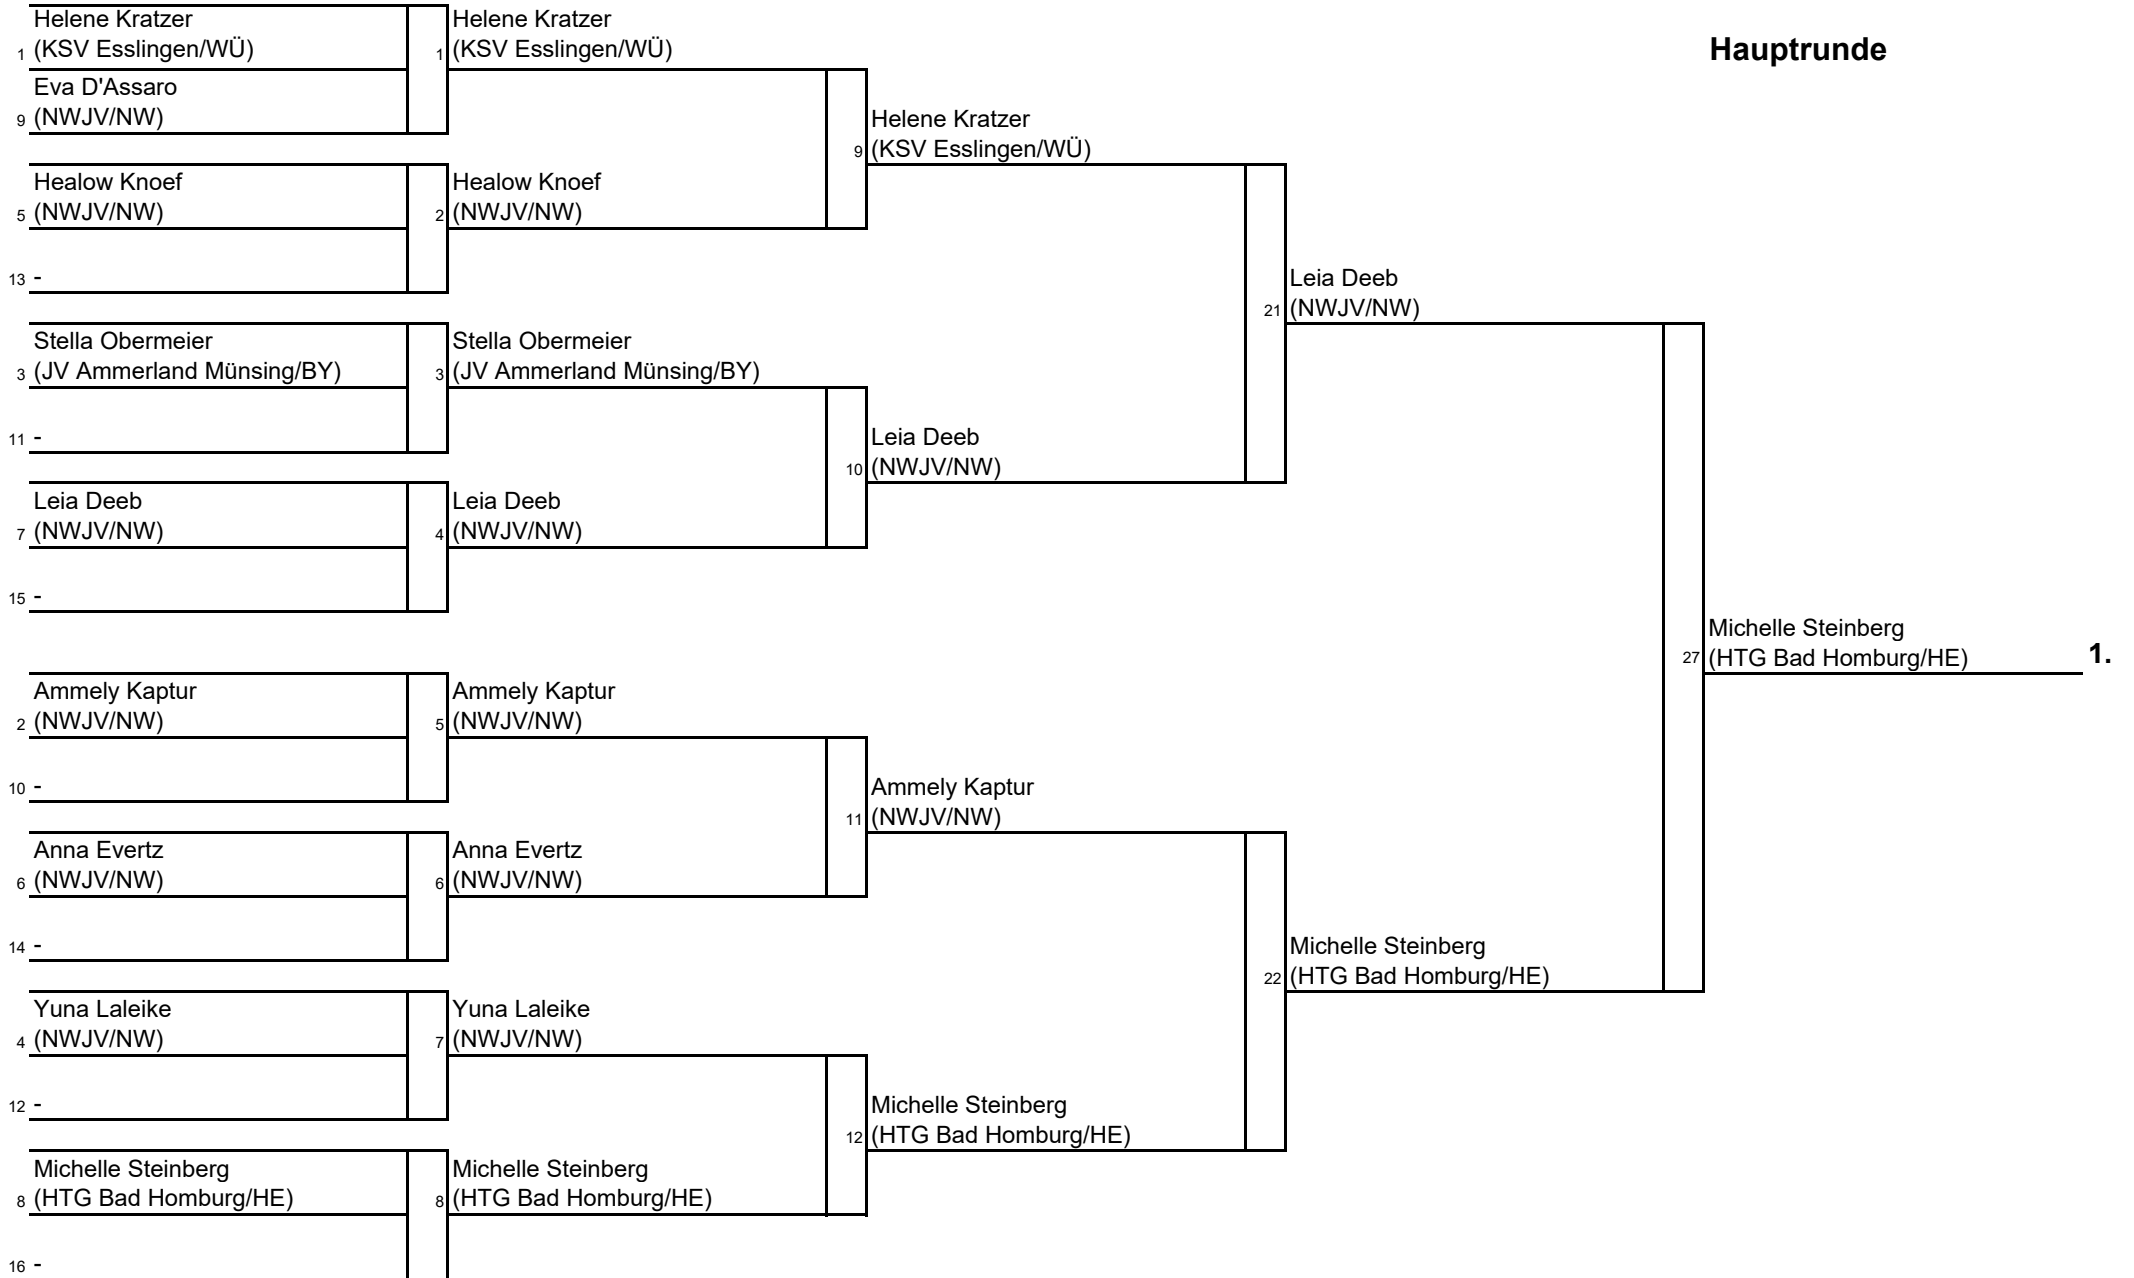 Hauptrunde
Helene Kratzer
1 (KSV Esslingen/WÜ)
Eva D'Assaro
9 (NWJV/NW)
Healow Knoef
5 (NWJV/NW)
13 -
Stella Obermeier
3 (JV Ammerland Münsing/BY)
11 -
Leia Deeb
7 (NWJV/NW)
15 -
Ammely Kaptur
2 (NWJV/NW)
10 -
Anna Evertz
6 (NWJV/NW)
14 -
Yuna Laleike
4 (NWJV/NW)
12 -
Michelle Steinberg
8 (HTG Bad Homburg/HE)
16 -
Helene Kratzer
1 (KSV Esslingen/WÜ)
Healow Knoef
2 (NWJV/NW)
Stella Obermeier
3 (JV Ammerland Münsing/BY)
Leia Deeb
4 (NWJV/NW)
Ammely Kaptur
5 (NWJV/NW)
Anna Evertz
6 (NWJV/NW)
Yuna Laleike
7 (NWJV/NW)
Michelle Steinberg
8 (HTG Bad Homburg/HE)
Helene Kratzer
9 (KSV Esslingen/WÜ)
Leia Deeb
10 (NWJV/NW)
Ammely Kaptur
11 (NWJV/NW)
Michelle Steinberg
12 (HTG Bad Homburg/HE)
Leia Deeb
21 (NWJV/NW)
Michelle Steinberg
22 (HTG Bad Homburg/HE)
Michelle Steinberg
27 (HTG Bad Homburg/HE) 1.